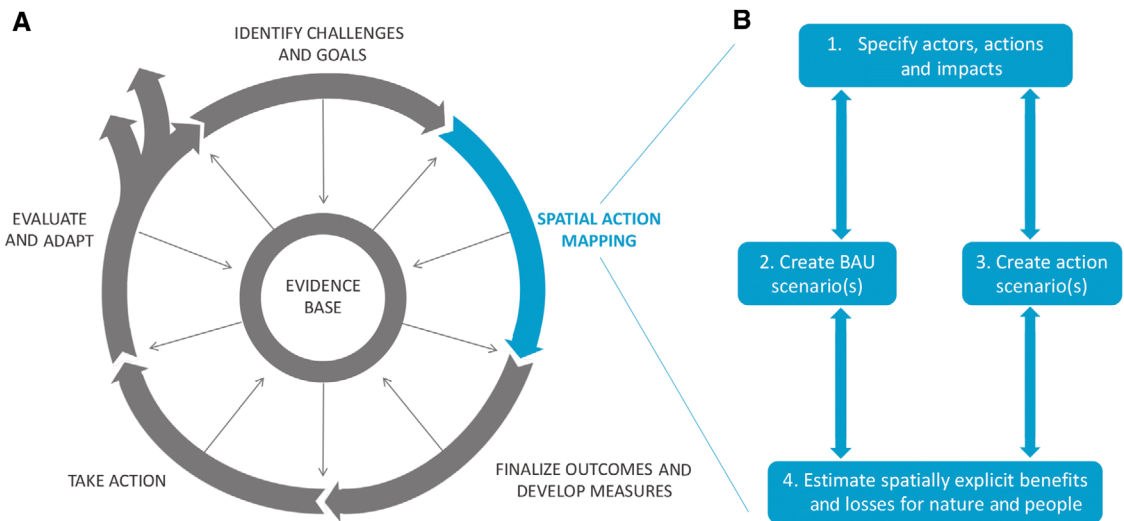 A
IDENTIFY CHALLENGES
AND GOALS
SPATIAL ACTION
MAPPING
FINALIZE OUTCOMES AND
DEVELOP MEASURES
TAKE ACTION
EVALUATE
AND ADAPT
EVIDENCE
BASE
B
1. Specify actors, actions
and impacts
2. Create BAU
scenario(s)
3. Create action
scenario(s)
4. Estimate spatially explicit benefits
and losses for nature and people